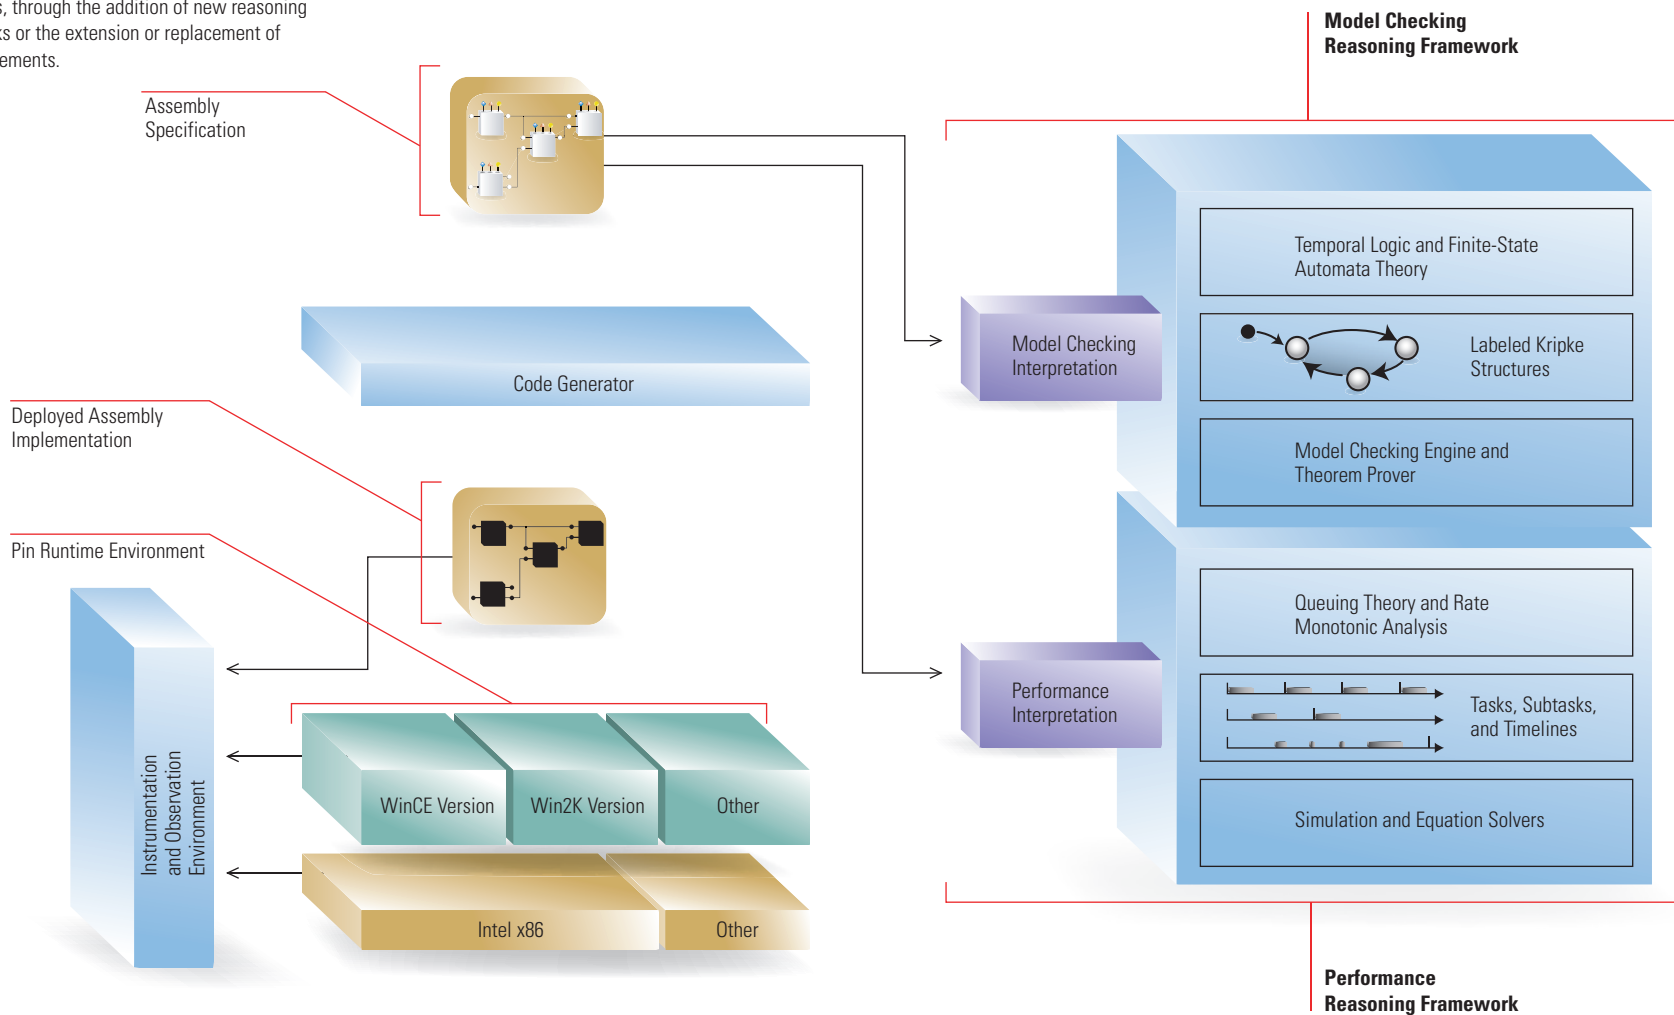 s, through the addition of new reasoning
ks or the extension or replacement of
ements.
Assembly
Specification
Code Generator
Deployed Assembly
Implementation
Pin Runtime Environment
Instrumentation
and Observation
Environment
WinCE Version
Win2K Version
Other
Intel x86
Other
Model Checking
Reasoning Framework
Model Checking
Interpretation
Temporal Logic and Finite-State
Automata Theory
Labeled Kripke
Structures
Model Checking Engine and
Theorem Prover
Performance
Interpretation
Queuing Theory and Rate
Monotonic Analysis
Tasks, Subtasks,
and Timelines
Simulation and Equation Solvers
Performance
Reasoning Framework